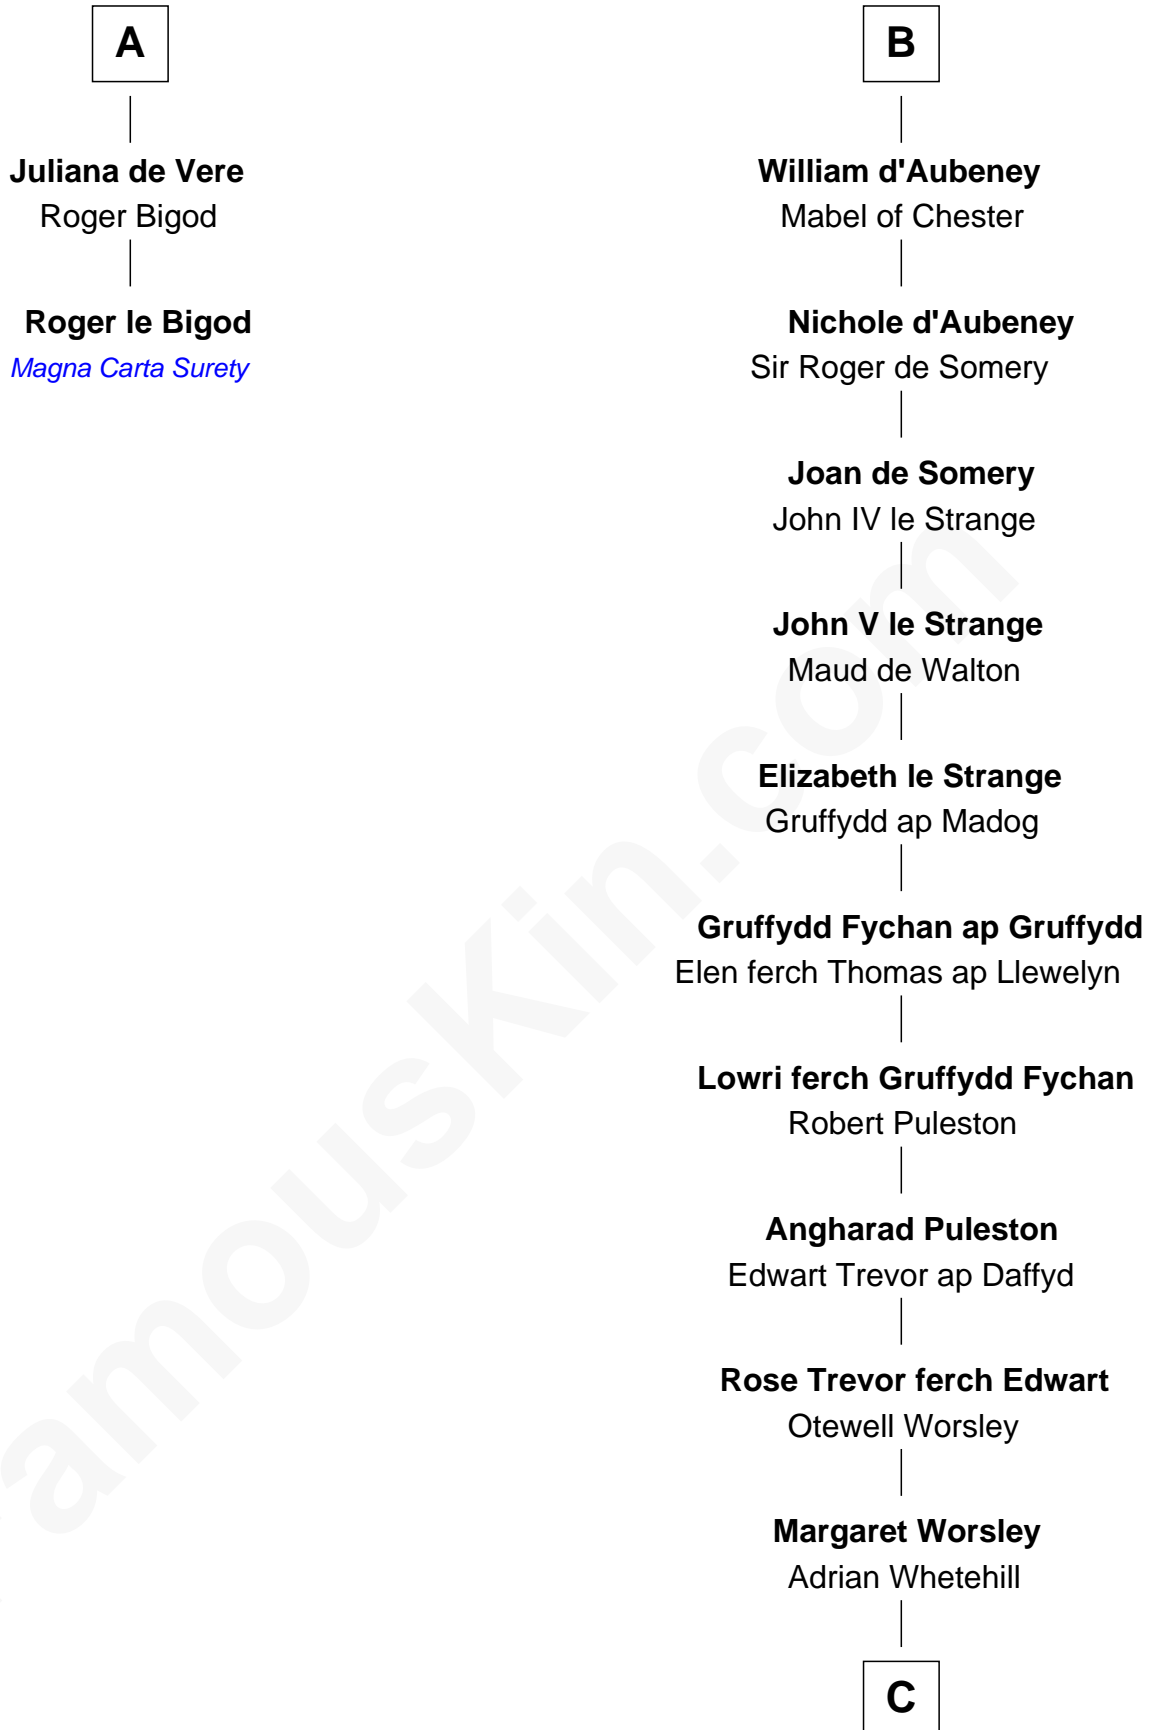 A
Juliana de Vere
Roger Bigod
Roger le Bigod
Magna Carta Surety
B
William d'Aubeney
Mabel of Chester
Nichole d'Aubeney
Sir Roger de Somery
Joan de Somery
John IV le Strange
John V le Strange
Maud de Walton
Elizabeth le Strange
Gruffydd ap Madog
Gruffydd Fychan ap Gruffydd
Elen ferch Thomas ap Llewelyn
Lowri ferch Gruffydd Fychan
Robert Puleston
Angharad Puleston
Edwart Trevor ap Daffyd
Rose Trevor ferch Edwart
Otewell Worsley
Margaret Worsley
Adrian Whetehill
C
amousKin.com